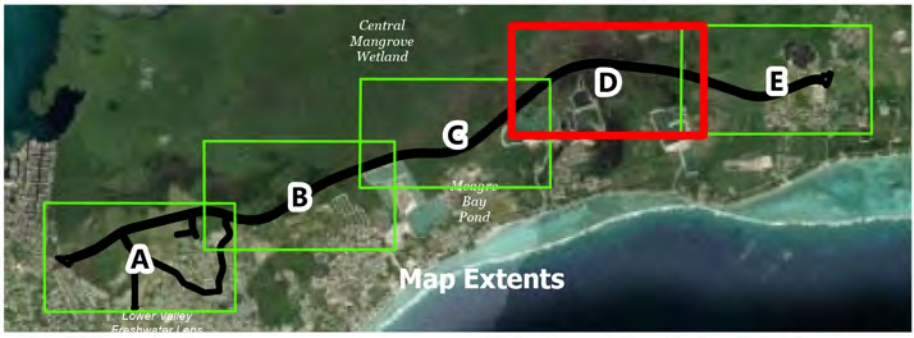 Central
Mangrove
Wetland
D
E
C
B
Meagre
Bay
Pond
A
Map Extents
Lower Valley
Freshwater Lens